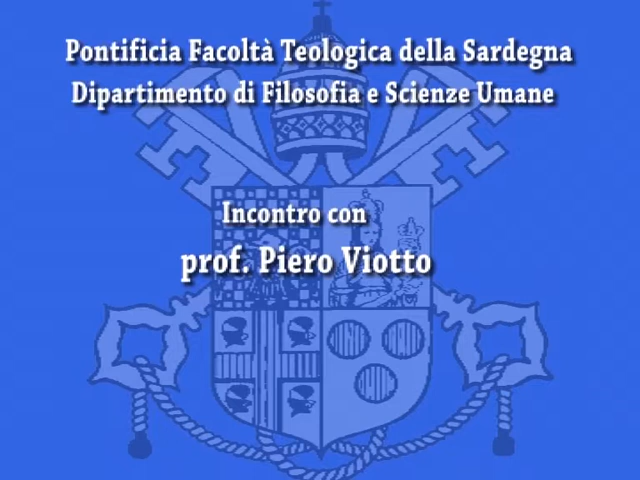 Pontificia Facoltà Teologica della Sardegna
Dipartimento di Filosofia e Scienze Umane
Incontro con
prof. Piero Viotto